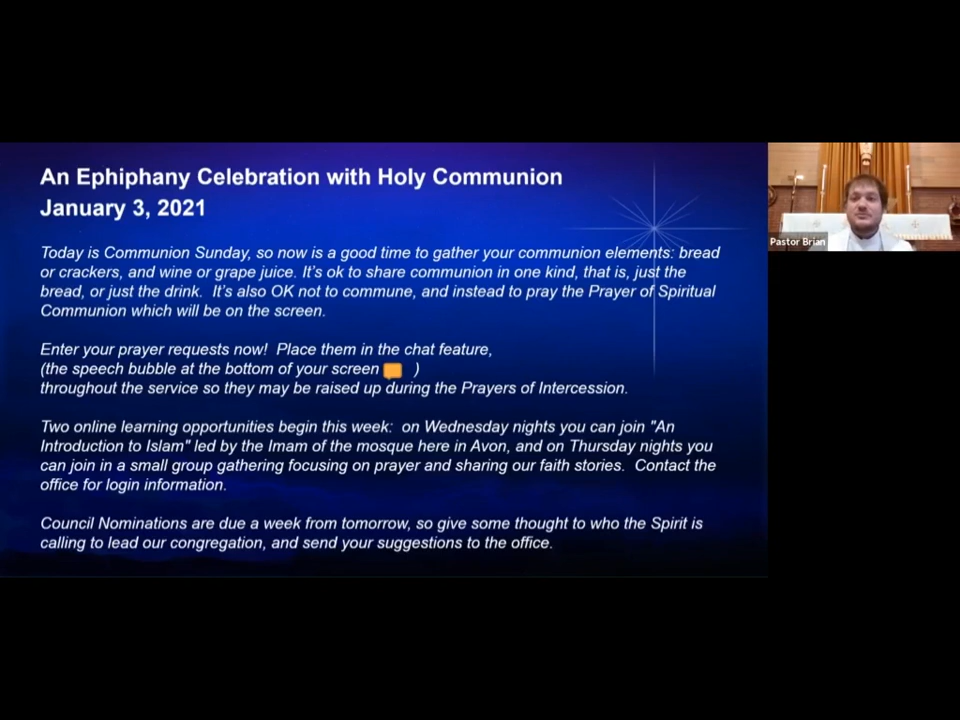 An Ephiphany Celebration with Holy Communion
January 3, 2021
Today is Communion Sunday, so now is a good time to gather your communion elements: bread
or crackers, and wine or grape juice. It's ok to share communion in one kind, that is, just the
bread, or just the drink. It's also OK not to commune, and instead to pray the Prayer of Spiritual
Communion which will be on the screen.
Enter your prayer requests now! Place them in the chat feature,
(the speech bubble at the bottom of your screen )
throughout the service so they may be raised up during the Prayers of Intercession.
Two online learning opportunities begin this week: on Wednesday nights you can join "An
Introduction to Islam" led by the Imam of the mosque here in Avon, and on Thursday nights you
can join in a small group gathering focusing on prayer and sharing our faith stories. Contact the
office for login information.
Council Nominations are due a week from tomorrow, so give some thought to who the Spirit is
calling to lead our congregation, and send your suggestions to the office.
Pastor Brian